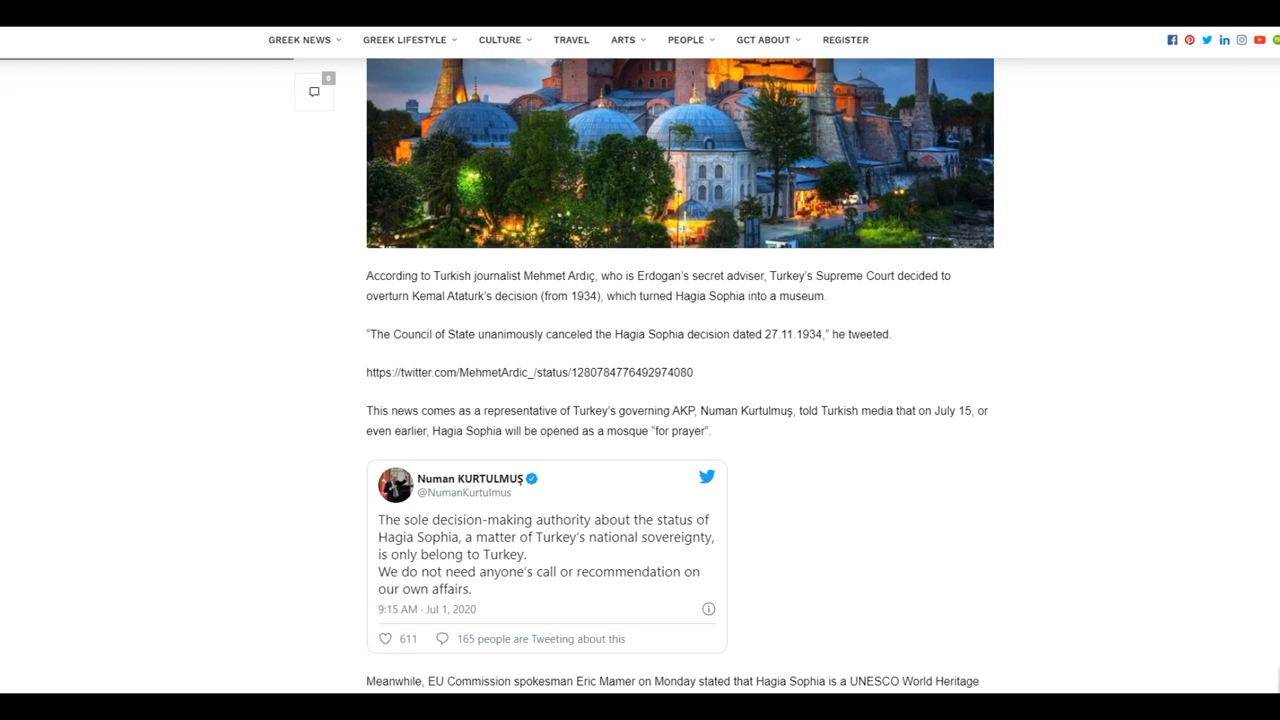 GREEK NEWS GREEK LIFESTYLE CULTURE TRAVEL ARTS PEOPLE GCT ABOUT REGISTER
0
According to Turkish journalist Mehmet Ardıç, who is Erdogan’s secret adviser, Turkey’s Supreme Court decided to
overturn Kemal Ataturk’s decision (from 1934), which turned Hagia Sophia into a museum.
“The Council of State unanimously canceled the Hagia Sophia decision dated 27.11.1934,” he tweeted.
https://twitter.com/MehmetArdic_/status/1280784776492974080
This news comes as a representative of Turkey’s governing AKP, Numan Kurtulmuş, told Turkish media that on July 15, or
even earlier, Hagia Sophia will be opened as a mosque “for prayer”.
Numan KURTULMUŞ
@NumanKurtulmus
The sole decision-making authority about the status of
Hagia Sophia, a matter of Turkey’s national sovereignty,
is only belong to Turkey.
We do not need anyone’s call or recommendation on
our own affairs.
9:15 AM · Jul 1, 2020
611 165 people are Tweeting about this
Meanwhile, EU Commission spokesman Eric Mamer on Monday stated that Hagia Sophia is a UNESCO World Heritage